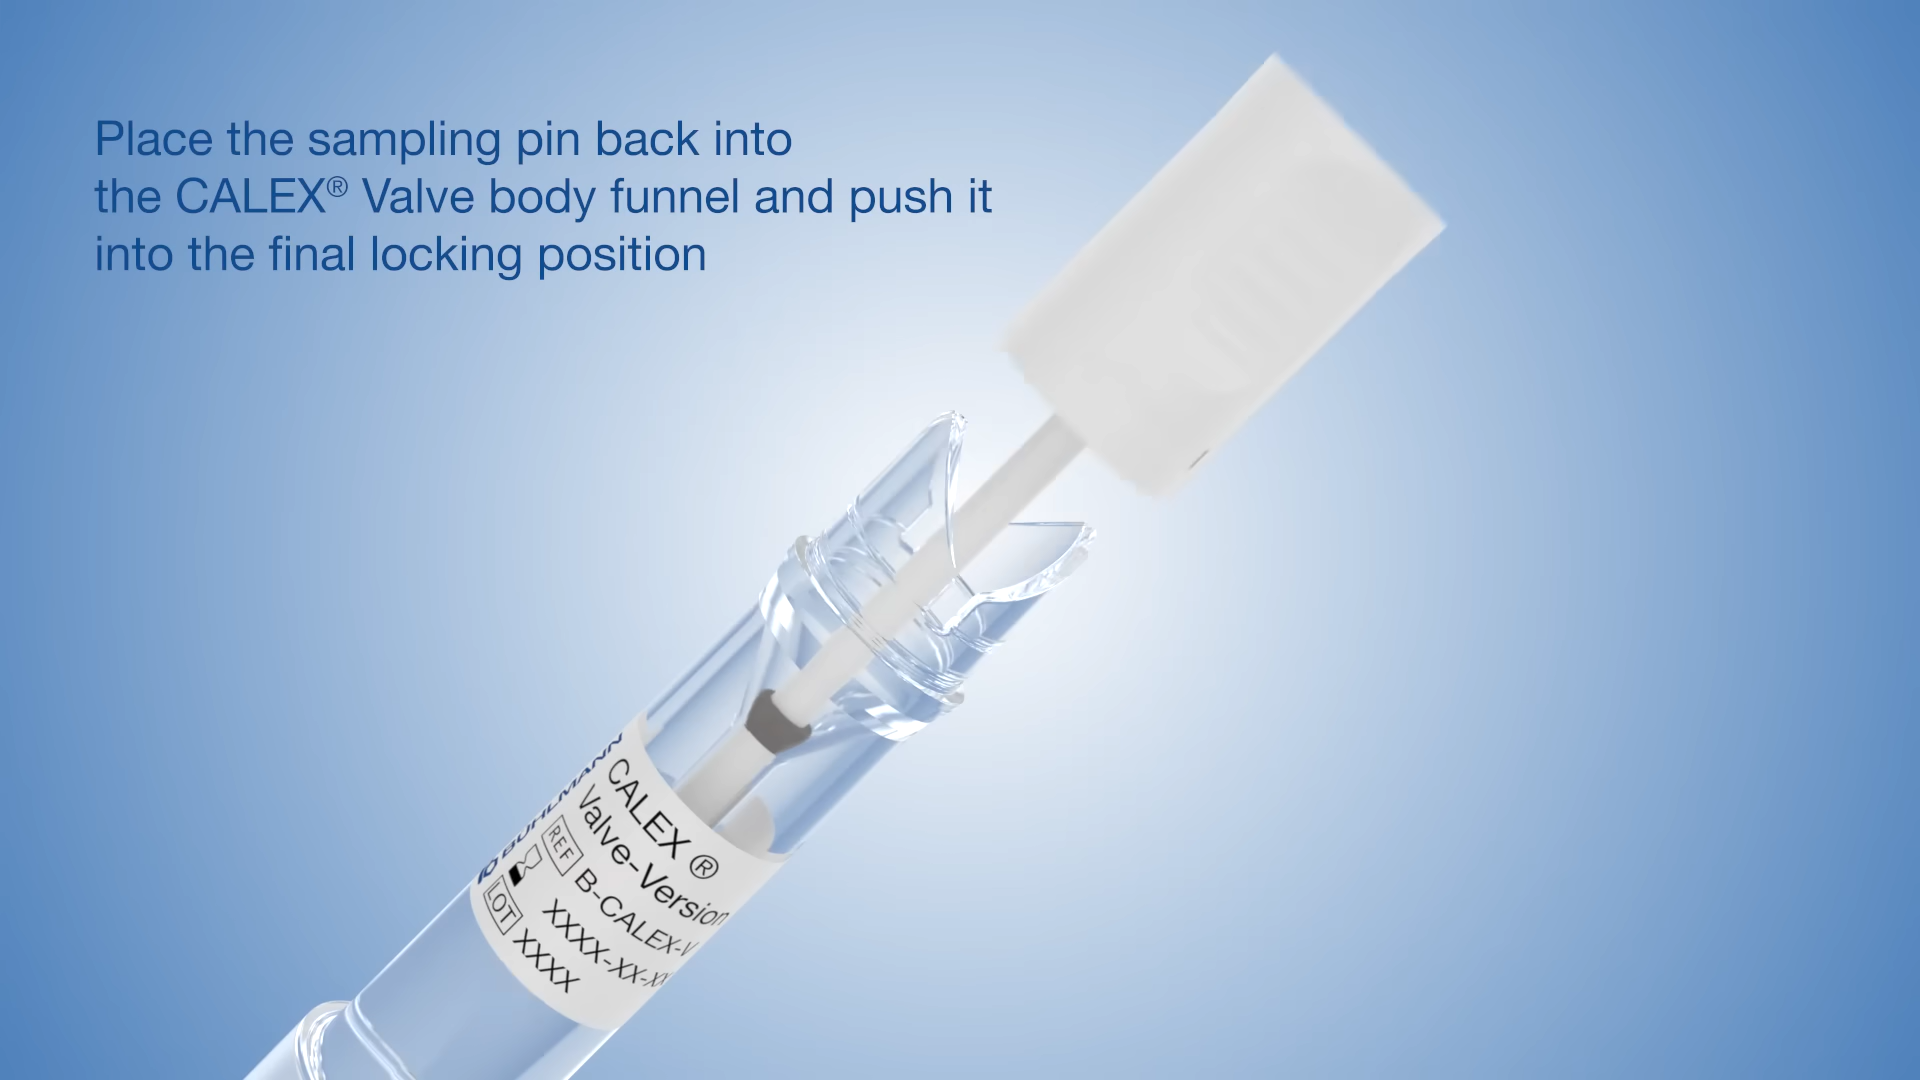 Place the sampling pin back into
the CALEX® Valve body funnel and push it
into the final locking position
BÜHLMANN
CALEX ®
Valve-Version
REF B-CALEX-V
XXXX-XX-XX
LOT XXXX